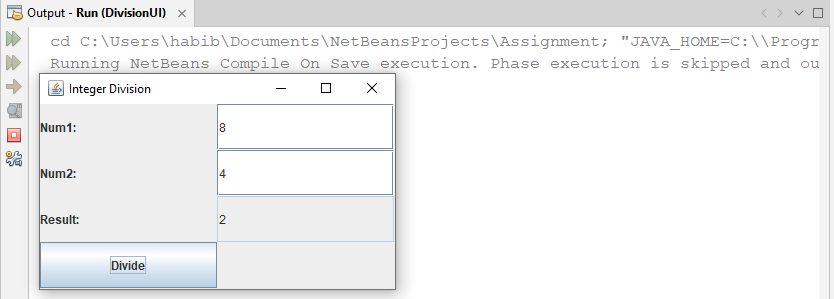 Output - Run (DivisionUI)
cd C:\Users\habib\Documents\NetBeansProjects\Assignment; "JAVA_HOME=C:\\Progr
Running NetBeans Compile On Save execution. Phase execution is skipped and ou
Integer Division
Num1: 8
Num2: 4
Result: 2
Divide